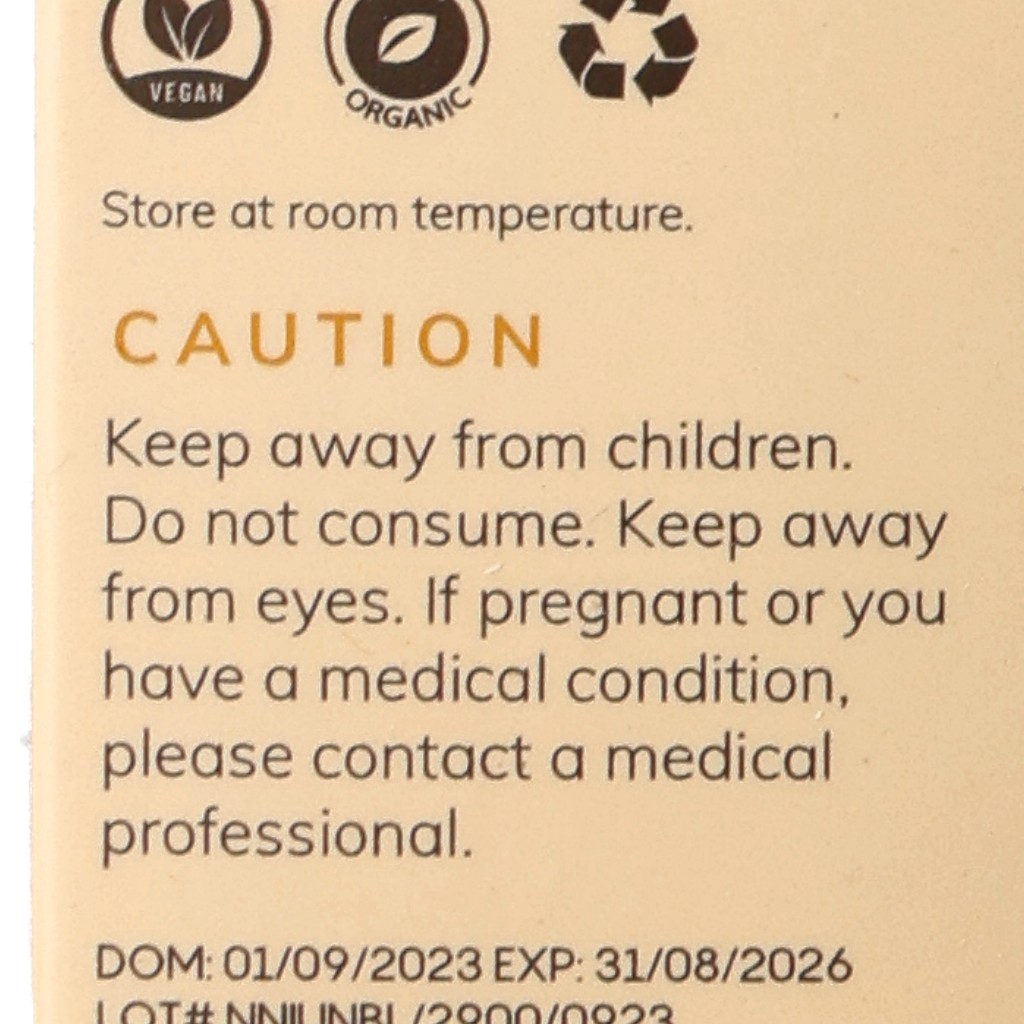 VEGAN
ORGANIC
Store at room temperature.
CAUTION
Keep away from children.
Do not consume. Keep away
from eyes. If pregnant or you
have a medical condition,
please contact a medical
professional.
DOM: 01/09/2023 EXP: 31/08/2026
LOT#